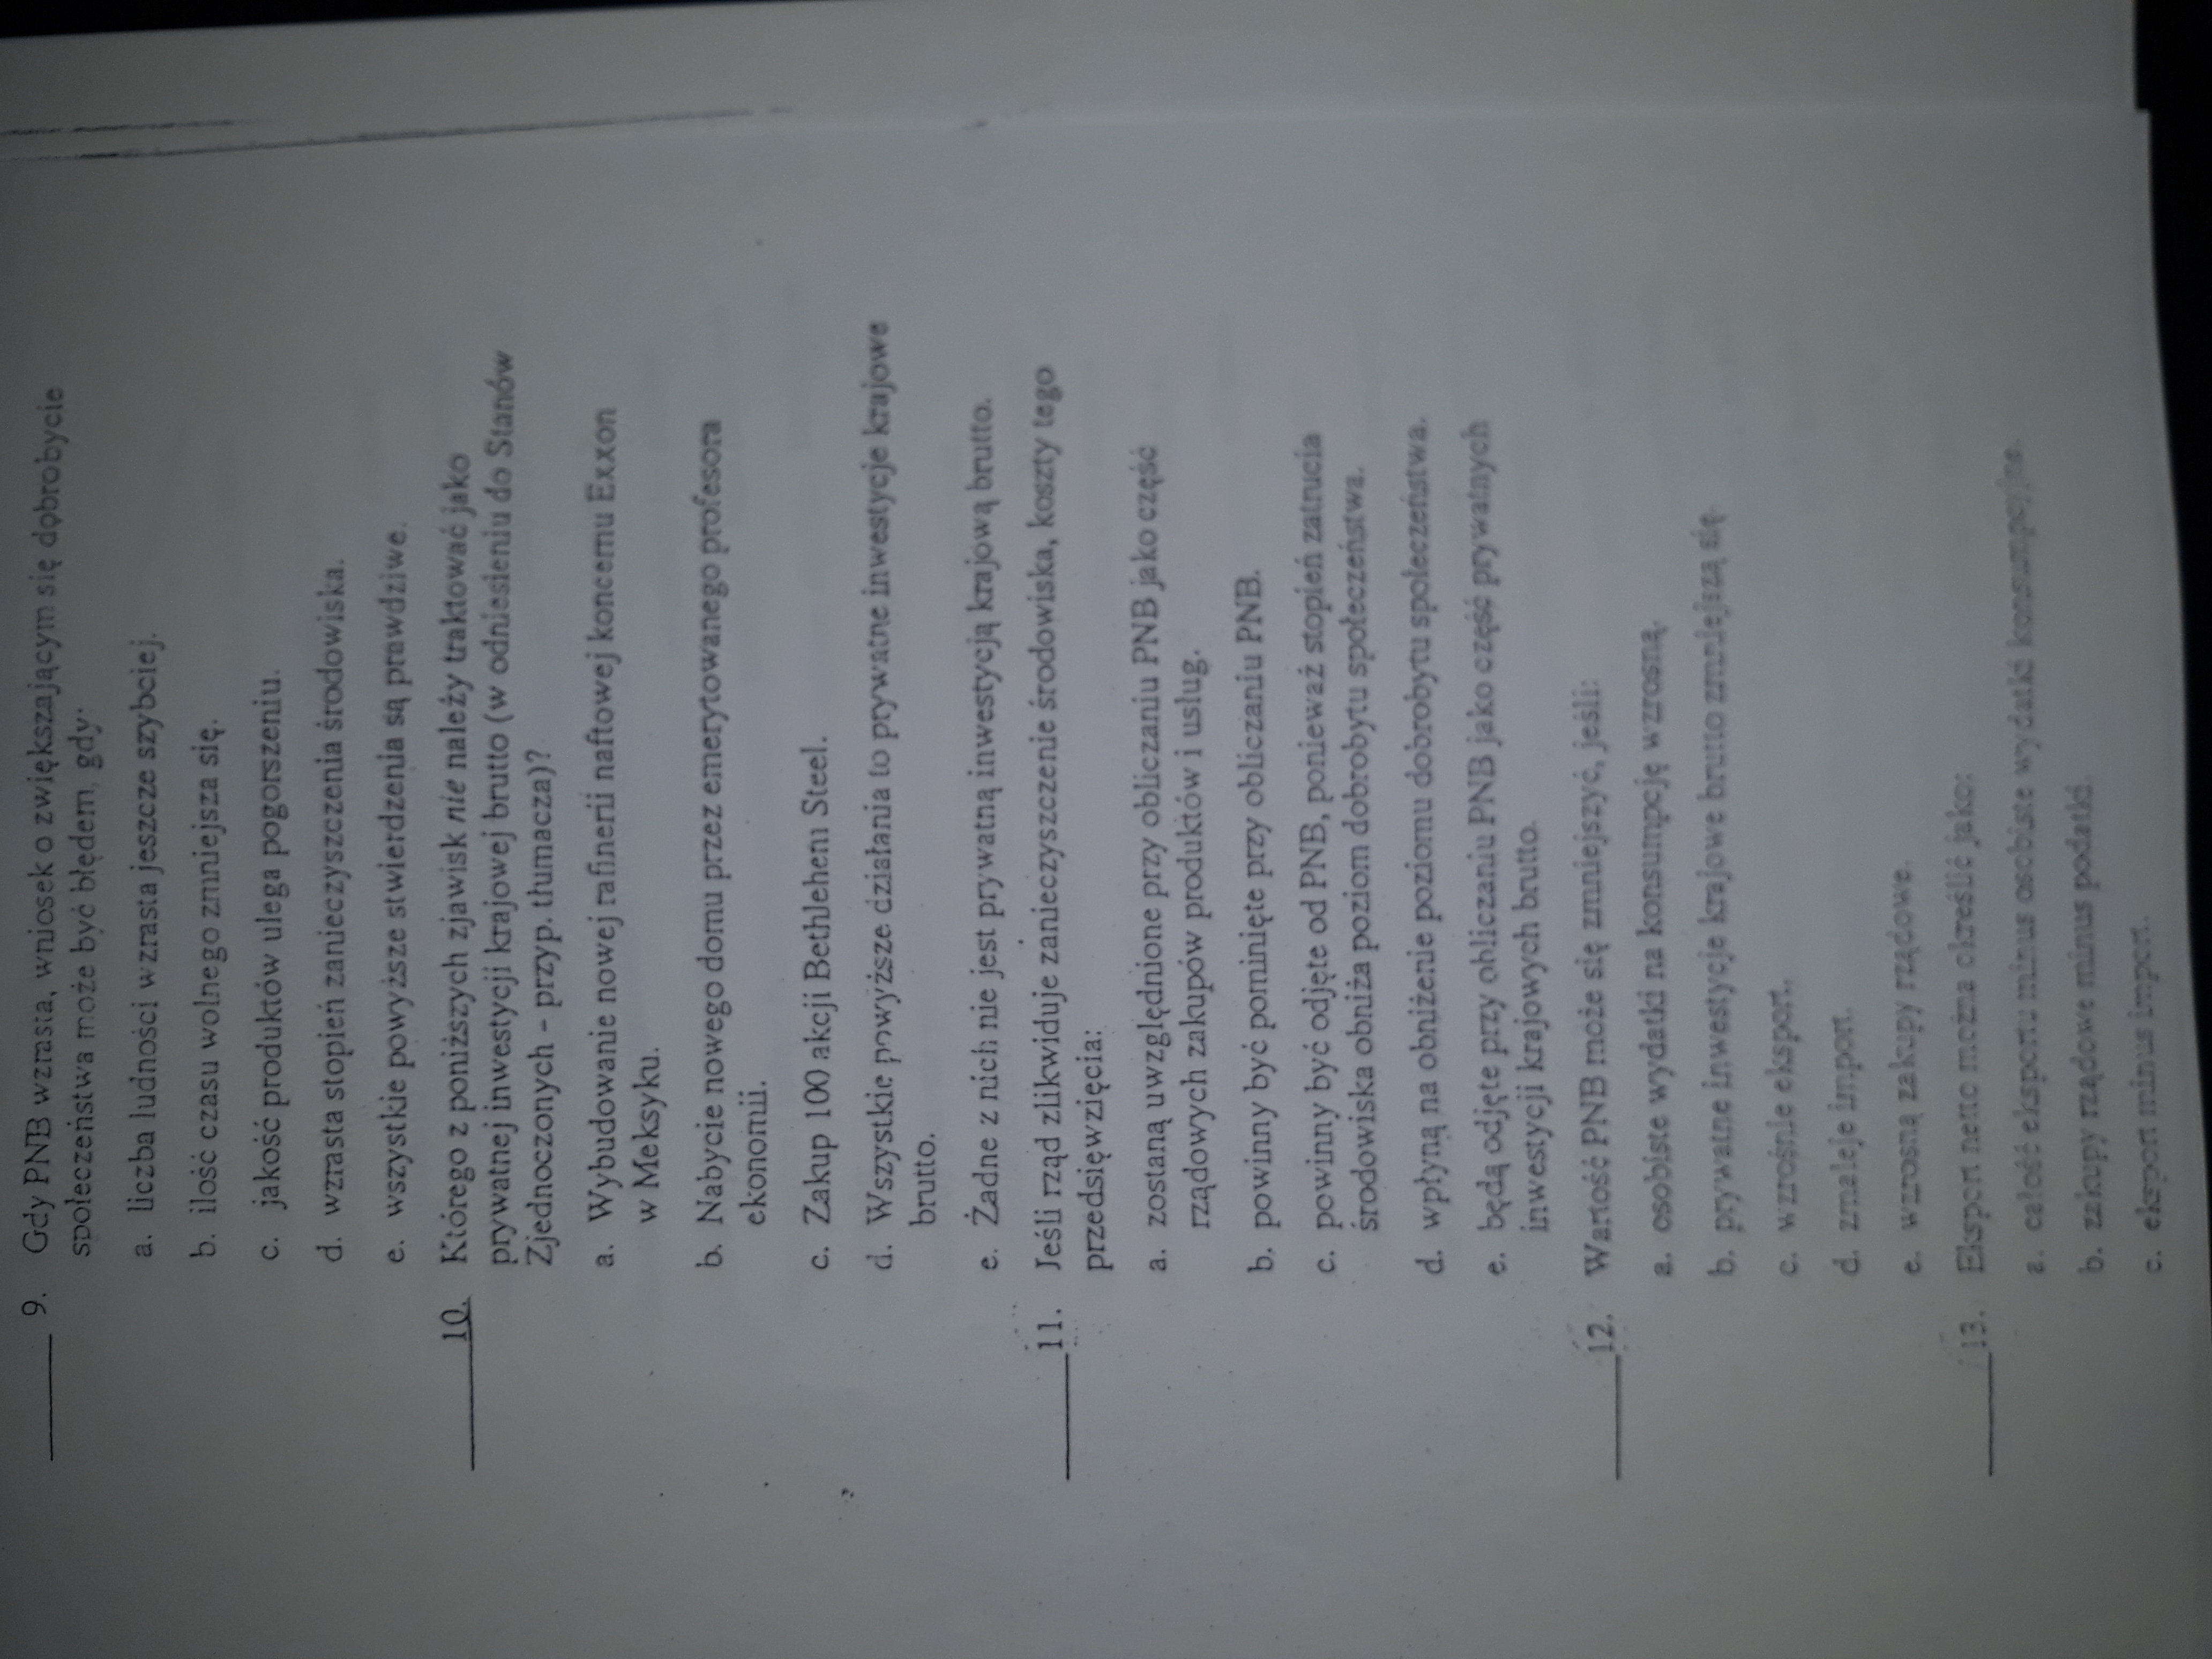 9. Gdy PNB wzrasta, wniosek o zwiększającym się dobrobycie
społeczeństwa może być błędem, gdy:
a. liczba ludności wzrasta jeszcze szybciej.
b. ilość czasu wolnego zmniejsza się.
c. jakość produktów ulega pogorszeniu.
d. wzrasta stopień zanieczyszczenia środowiska.
e. wszystkie powyższe stwierdzenia są prawdziwe.
10. Którego z poniższych zjawisk nie należy traktować jako
prywatnej inwestycji krajowej brutto (w odniesieniu do Stanów
Zjednoczonych - przyp. tłumacza)?
a. Wybudowanie nowej rafinerii naftowej koncernu Exxon
w Meksyku.
b. Nabycie nowego domu przez emerytowanego profesora
ekonomii.
c. Zakup 100 akcji Bethlehem Steel.
d. Wszystkie powyższe działania to prywatne inwestycje krajowe
brutto.
e. Żadne z nich nie jest prywatną inwestycją krajową brutto.
11. Jeśli rząd zlikwiduje zanieczyszczenie środowiska, koszty tego
przedsięwzięcia:
a. zostaną uwzględnione przy obliczaniu PNB jako część
rządowych zakupów produktów i usług.
b. powinny być pominięte przy obliczaniu PNB.
c. powinny być odjęte od PNB, ponieważ stopień zatrucia
środowiska obniża poziom dobrobytu społeczeństwa.
d. wpłyną na obniżenie poziomu dobrobytu społeczeństwa.
e. będą odjęte przy obliczaniu PNB jako część prywatnych
inwestycji krajowych brutto.
12. Wartość PNB może się zmniejszyć, jeśli:
a. osobiste wydatki na konsumpcję wzrosną.
b. prywatne inwestycje krajowe brutto zmniejszą się.
c. wzrośnie eksport.
d. zmaleje import.
e. wzrosną zakupy rządowe.
13. Eksport netto można określić jako:
a. całość eksportu minus osobiste wydatki konsumpcyjne.
b. zakupy rządowe minus podatki.
c. eksport minus import.